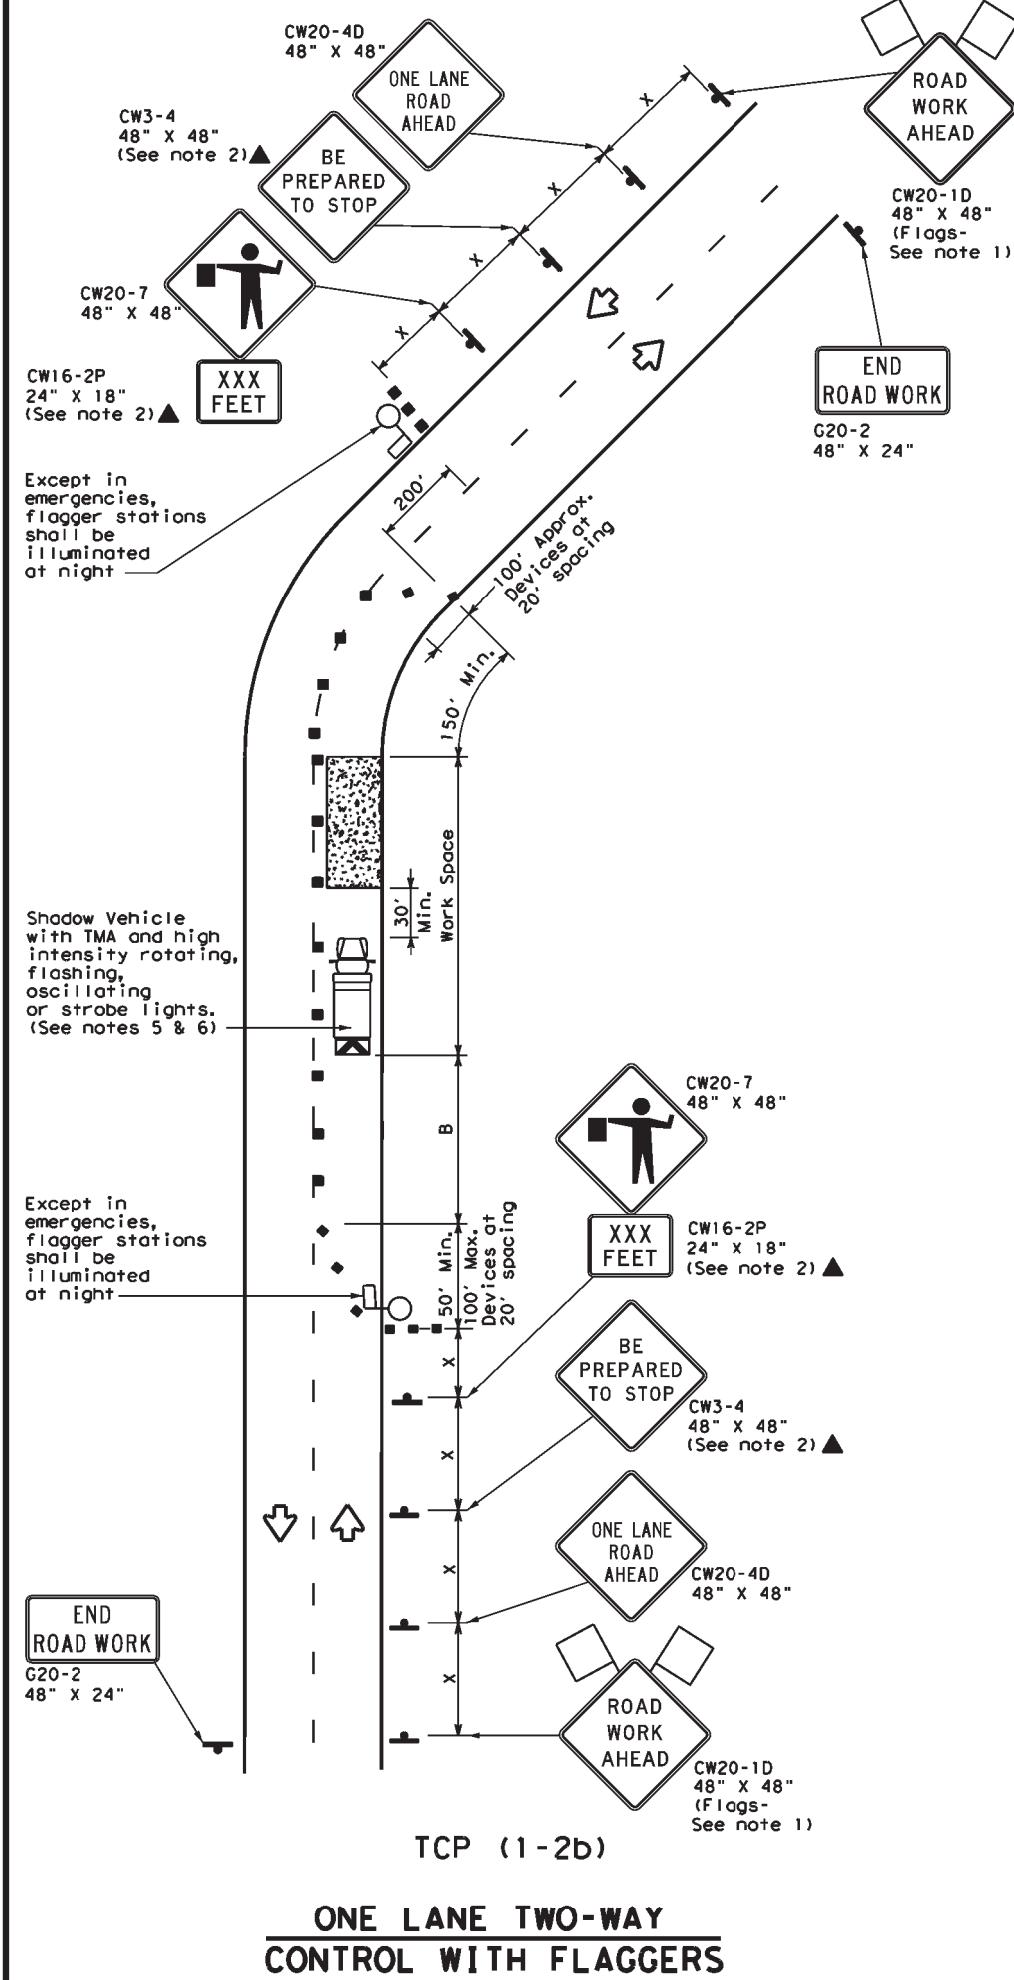 CW20-4D
48" X 48"
ONE LANE
ROAD
AHEAD
X
ROAD
WORK
AHEAD
CW3-4
48" X 48"
(See note 2)
BE
PREPARED
TO STOP
X
CW20-1D
48" X 48"
(Flags-
See note 1)
X
CW20-7
48" X 48"
X
CW16-2P
24" X 18"
(See note 2)
XXX
FEET
END
ROAD WORK
G20-2
48" X 24"
Except in
emergencies,
flagger stations
shall be
illuminated
at night
200'
100' Approx.
Devices at
20' spacing
150' Min.
Work Space
30'
Min.
Shadow Vehicle
with TMA and high
intensity rotating,
flashing,
oscillating
or strobe lights.
(See notes 5 & 6)
B
CW20-7
48" X 48"
Except in
emergencies,
flagger stations
shall be
illuminated
at night
50' Min.
100' Max.
Devices at
20' spacing
XXX
FEET
CW16-2P
24" X 18"
(See note 2)
X
BE
PREPARED
TO STOP
CW3-4
48" X 48"
(See note 2)
X
ONE LANE
ROAD
AHEAD
CW20-4D
48" X 48"
X
END
ROAD WORK
G20-2
48" X 24"
X
ROAD
WORK
AHEAD
CW20-1D
48" X 48"
(Flags-
See note 1)
TCP (1-2b)
ONE LANE TWO-WAY
CONTROL WITH FLAGGERS